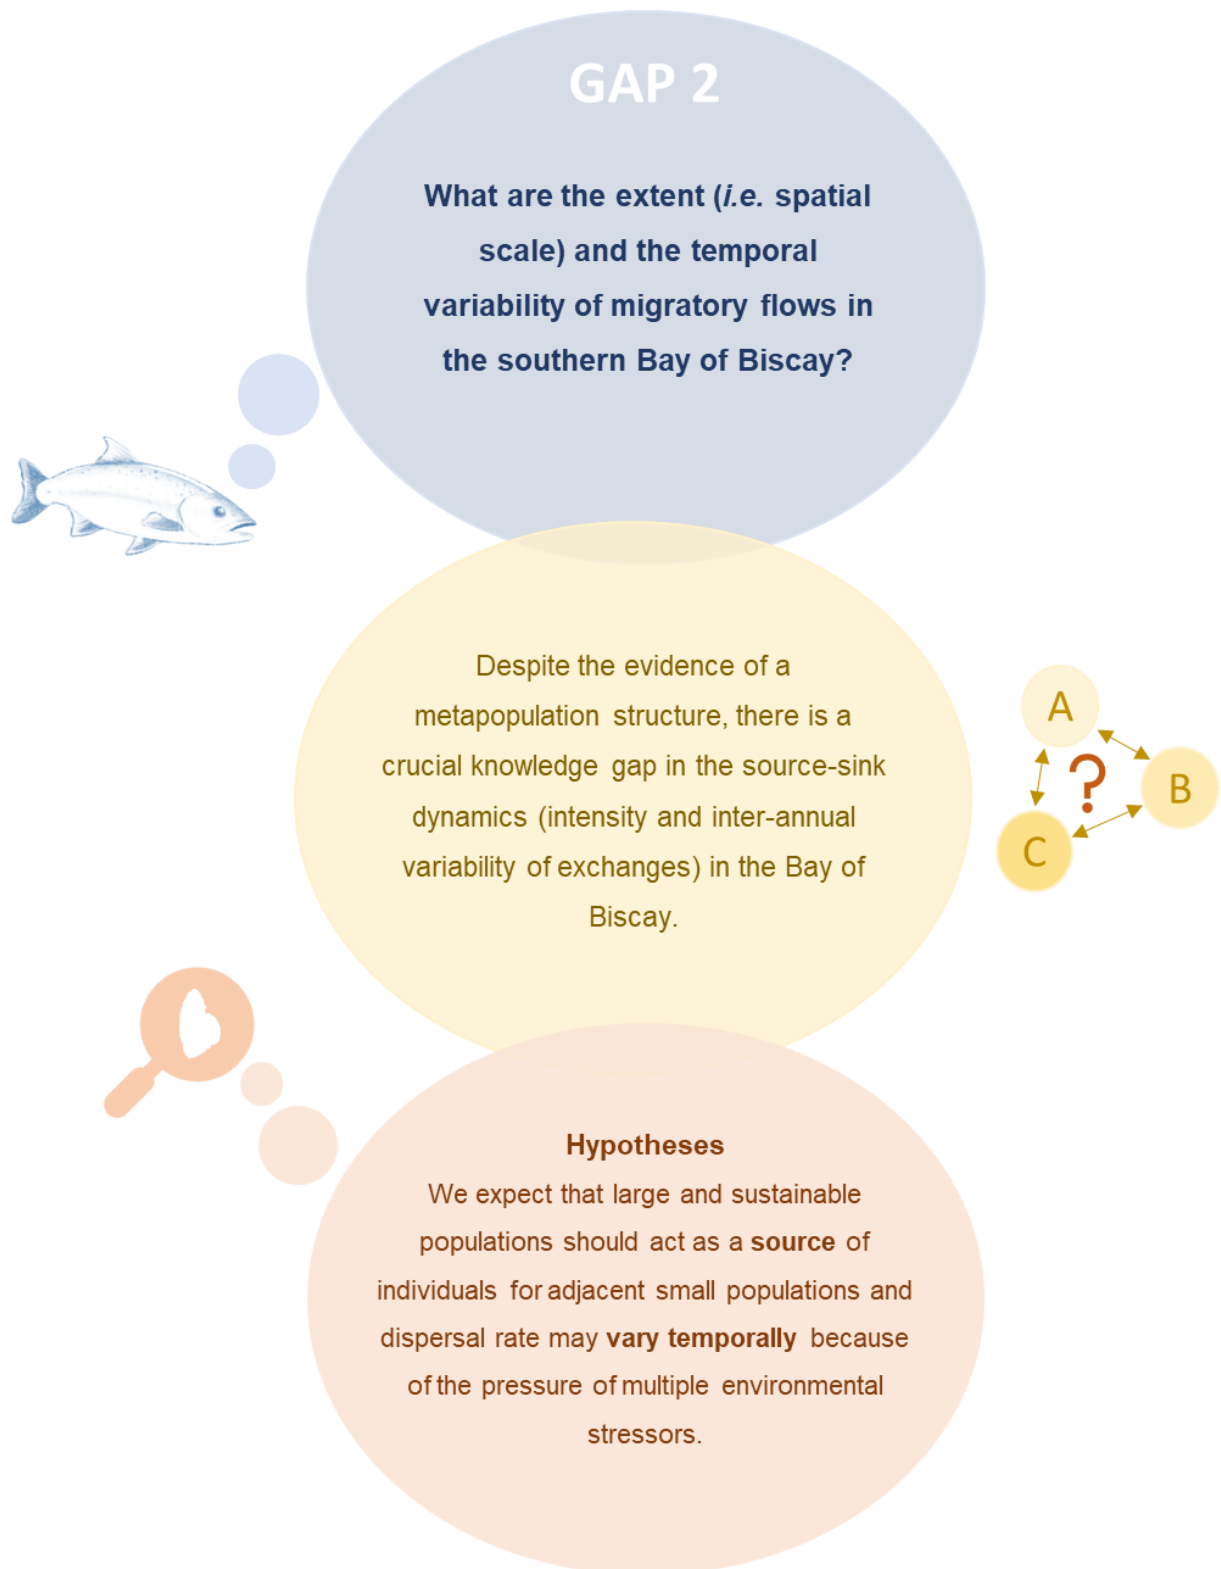 GAP 2
What are the extent (i.e. spatial
scale) and the temporal
variability of migratory flows in
the southern Bay of Biscay?
Despite the evidence of a
metapopulation structure, there is a
crucial knowledge gap in the source-sink
dynamics (intensity and inter-annual
variability of exchanges) in the Bay of
Biscay.
A
?
B
C
Hypotheses
We expect that large and sustainable
populations should act as a source of
individuals for adjacent small populations and
dispersal rate may vary temporally because
of the pressure of multiple environmental
stressors.